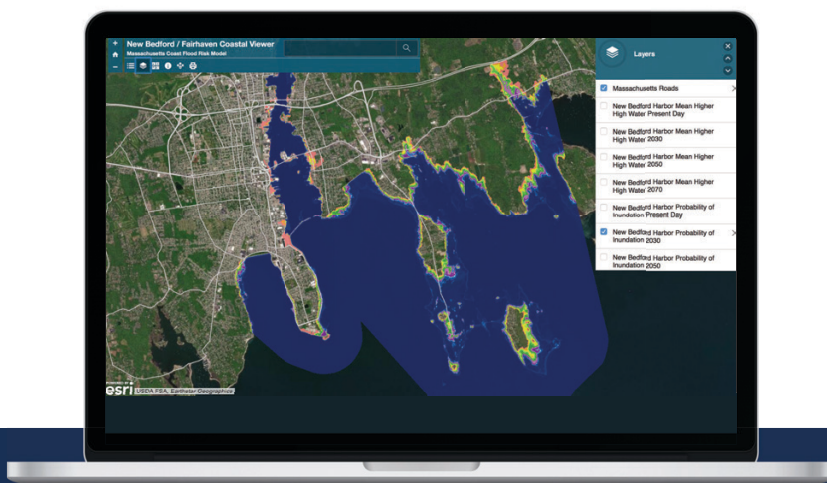 New Bedford / Fairhaven Coastal Viewer
Massachusetts Coast Flood Risk Model
Layers
Massachusetts Roads
New Bedford Harbor Mean Higher
High Water Present Day
New Bedford Harbor Mean Higher
High Water 2030
New Bedford Harbor Mean Higher
High Water 2050
New Bedford Harbor Mean Higher
High Water 2070
New Bedford Harbor Probability of
Inundation Present Day
New Bedford Harbor Probability of
Inundation 2030
New Bedford Harbor Probability of
Inundation 2050
POWERED BY
esri
USDA FSA, Earthstar Geographics